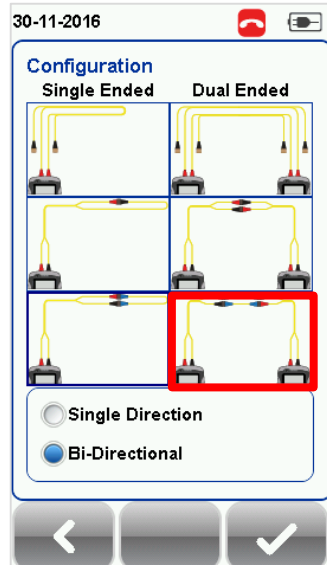 30-11-2016
Configuration
Single Ended Dual Ended
Single Direction
Bi-Directional